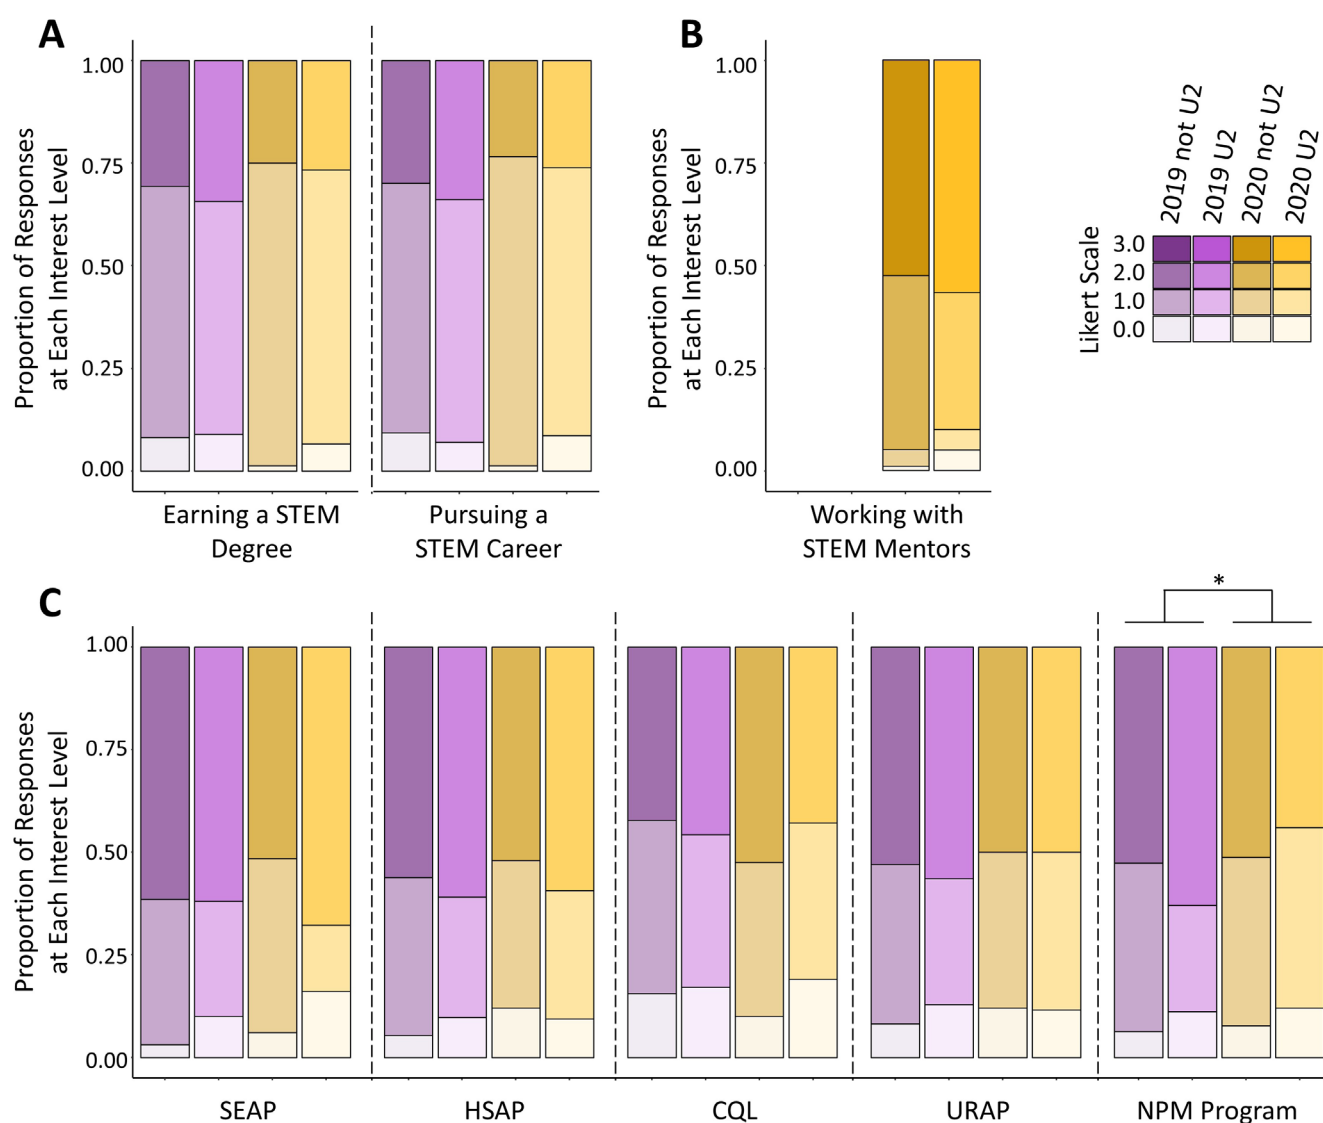 A
Proportion of Responses
at Each Interest Level
1.00
0.75
0.50
0.25
0.00
Earning a STEM
Degree
Pursuing a
STEM Career
B
Proportion of Responses
at Each Interest Level
1.00
0.75
0.50
0.25
0.00
Working with
STEM Mentors
2019 not U2
2019 U2
2020 not U2
2020 U2
Likert Scale
3.0
2.0
1.0
0.0
C
Proportion of Responses
at Each Interest Level
1.00
0.75
0.50
0.25
0.00
*
SEAP
HSAP
CQL
URAP
NPM Program